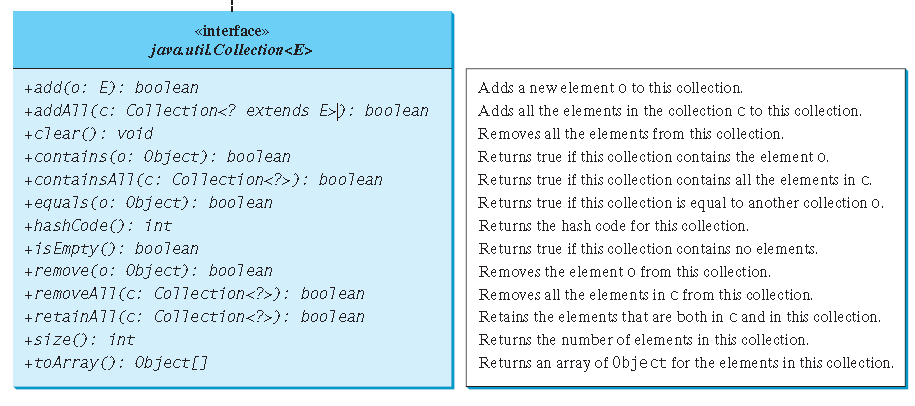 «interface»
java.util.Collection<E>
+add(o: E): boolean
+addAll(c: Collection<? extends E>): boolean
+clear(): void
+contains(o: Object): boolean
+containsAll(c: Collection<?>): boolean
+equals(o: Object): boolean
+hashCode(): int
+isEmpty(): boolean
+remove(o: Object): boolean
+removeAll(c: Collection<?>): boolean
+retainAll(c: Collection<?>): boolean
+size(): int
+toArray(): Object[]
Adds a new element o to this collection.
Adds all the elements in the collection c to this collection.
Removes all the elements from this collection.
Returns true if this collection contains the element o.
Returns true if this collection contains all the elements in c.
Returns true if this collection is equal to another collection o.
Returns the hash code for this collection.
Returns true if this collection contains no elements.
Removes the element o from this collection.
Removes all the elements in c from this collection.
Retains the elements that are both in c and in this collection.
Returns the number of elements in this collection.
Returns an array of Object for the elements in this collection.